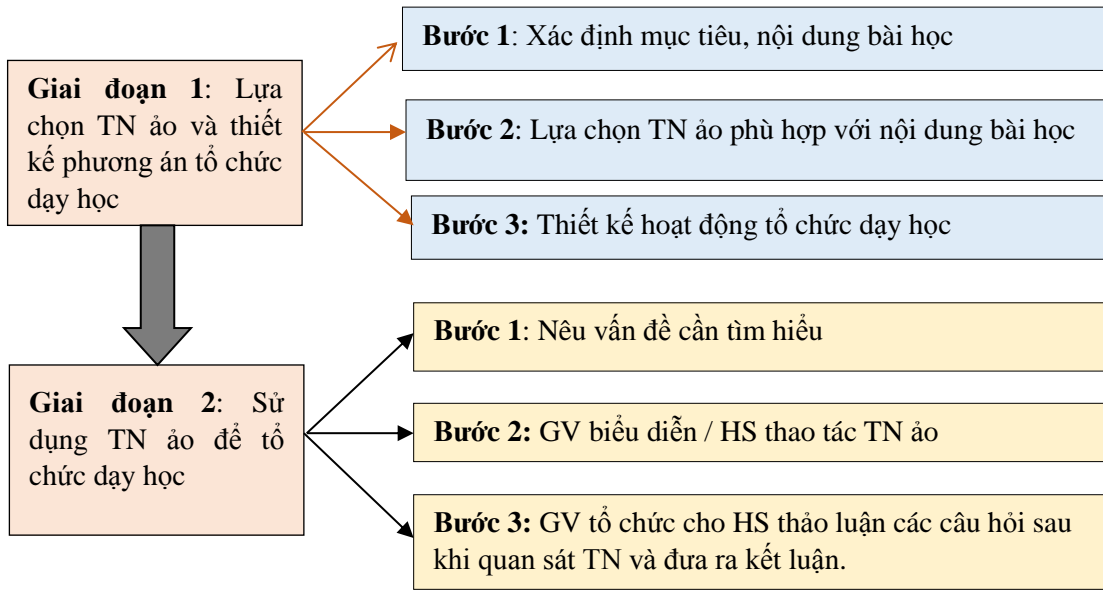 Giai đoạn 1: Lựa
chọn TN ảo và thiết
kế phương án tổ chức
dạy học
Bước 1: Xác định mục tiêu, nội dung bài học
Bước 2: Lựa chọn TN ảo phù hợp với nội dung bài học
Bước 3: Thiết kế hoạt động tổ chức dạy học
Giai đoạn 2: Sử
dụng TN ảo để tổ
chức dạy học
Bước 1: Nêu vấn đề cần tìm hiểu
Bước 2: GV biểu diễn / HS thao tác TN ảo
Bước 3: GV tổ chức cho HS thảo luận các câu hỏi sau
khi quan sát TN và đưa ra kết luận.